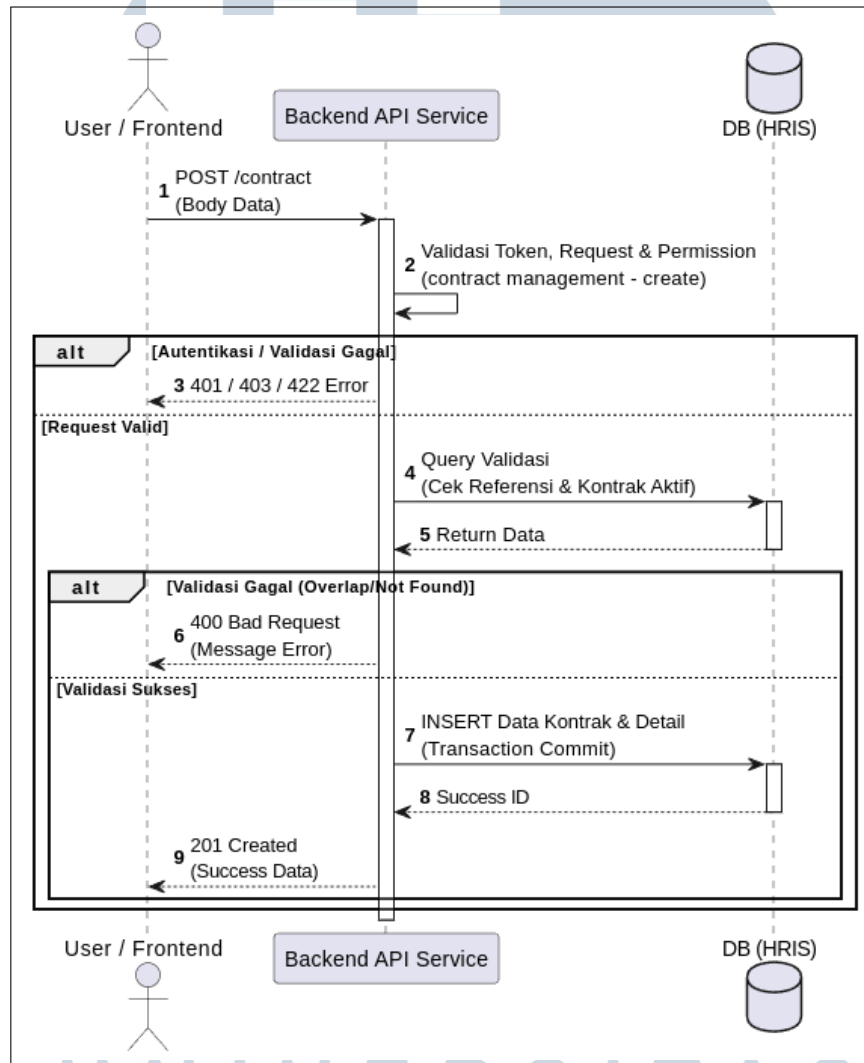 User / Frontend
Backend API Service
DB (HRIS)
1 POST /contract
(Body Data)
2 Validasi Token, Request & Permission
(contract management - create)
alt [Autentikasi / Validasi Gagal]
3 401 / 403 / 422 Error
[Request Valid]
4 Query Validasi
(Cek Referensi & Kontrak Aktif)
5 Return Data
alt [Validasi Gagal (Overlap/Not Found)]
6 400 Bad Request
(Message Error)
[Validasi Sukses]
7 INSERT Data Kontrak & Detail
(Transaction Commit)
8 Success ID
9 201 Created
(Success Data)
User / Frontend
Backend API Service
DB (HRIS)